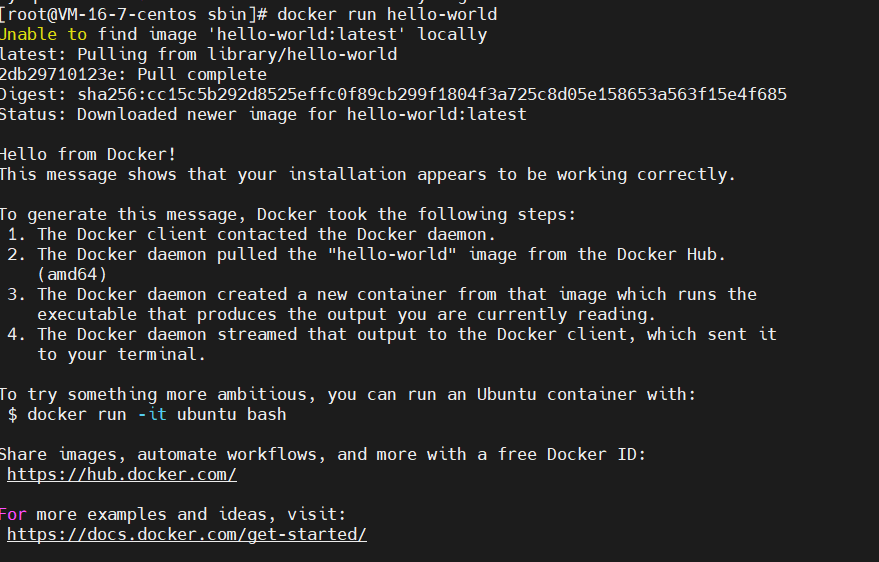 [root@VM-16-7-centos sbin]# docker run hello-world
Unable to find image 'hello-world:latest' locally
latest: Pulling from library/hello-world
2db29710123e: Pull complete
Digest: sha256:cc15c5b292d8525effc0f89cb299f1804f3a725c8d05e158653a563f15e4f685
Status: Downloaded newer image for hello-world:latest

Hello from Docker!
This message shows that your installation appears to be working correctly.

To generate this message, Docker took the following steps:
 1. The Docker client contacted the Docker daemon.
 2. The Docker daemon pulled the "hello-world" image from the Docker Hub.
    (amd64)
 3. The Docker daemon created a new container from that image which runs the
    executable that produces the output you are currently reading.
 4. The Docker daemon streamed that output to the Docker client, which sent it
    to your terminal.

To try something more ambitious, you can run an Ubuntu container with:
 $ docker run -it ubuntu bash

Share images, automate workflows, and more with a free Docker ID:
 https://hub.docker.com/

For more examples and ideas, visit:
 https://docs.docker.com/get-started/